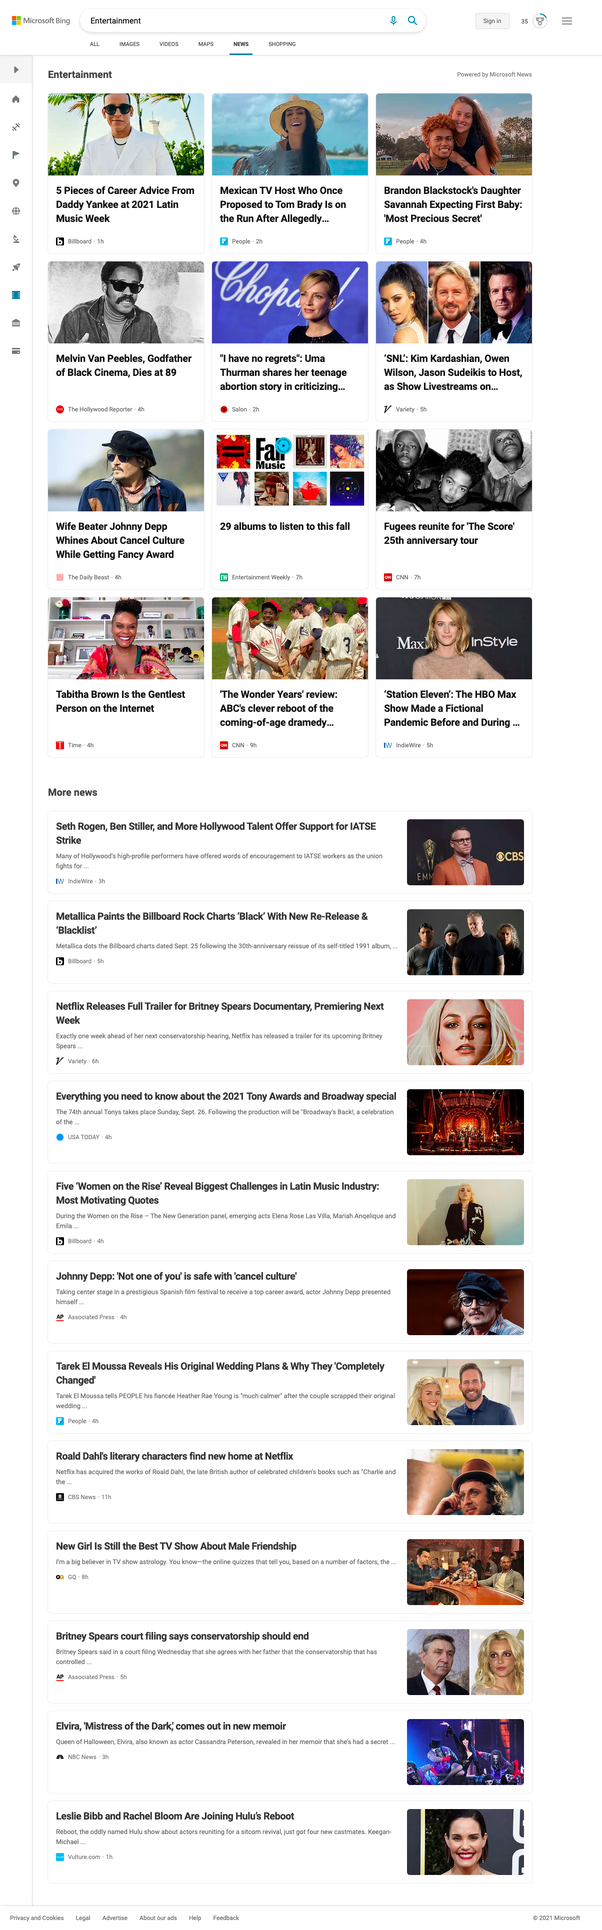 Microsoft Bing
Entertainment
Sign in
35
ALL
IMAGES
VIDEOS
MAPS
NEWS
SHOPPING
Entertainment
Powered by Microsoft News
5 Pieces of Career Advice From
Daddy Yankee at 2021 Latin
Music Week
Billboard · 1h
Mexican TV Host Who Once
Proposed to Tom Brady Is on
the Run After Allegedly...
People · 2h
Brandon Blackstock's Daughter
Savannah Expecting First Baby:
'Most Precious Secret'
People · 4h
Chopard
Melvin Van Peebles, Godfather
of Black Cinema, Dies at 89
The Hollywood Reporter · 4h
"I have no regrets": Uma
Thurman shares her teenage
abortion story in criticizing...
Salon · 2h
‘SNL’: Kim Kardashian, Owen
Wilson, Jason Sudeikis to Host,
as Show Livestreams on...
Variety · 5h
Fall
Music
Wife Beater Johnny Depp
Whines About Cancel Culture
While Getting Fancy Award
The Daily Beast · 4h
29 albums to listen to this fall
Entertainment Weekly · 7h
Fugees reunite for 'The Score'
25th anniversary tour
CNN · 7h
3
Max
InStyle
Tabitha Brown Is the Gentlest
Person on the Internet
Time · 4h
'The Wonder Years' review:
ABC's clever reboot of the
coming-of-age dramedy...
CNN · 9h
‘Station Eleven’: The HBO Max
Show Made a Fictional
Pandemic Before and During ...
IndieWire · 5h
More news
Seth Rogen, Ben Stiller, and More Hollywood Talent Offer Support for IATSE
Strike
Many of Hollywood's high-profile performers have offered words of encouragement to IATSE workers as the union
fights for ...
IndieWire · 3h
EMM
CBS
Metallica Paints the Billboard Rock Charts ‘Black’ With New Re-Release &
‘Blacklist’
Metallica dots the Billboard charts dated Sept. 25 following the 30th-anniversary reissue of its self-titled 1991 album, ...
Billboard · 5h
Netflix Releases Full Trailer for Britney Spears Documentary, Premiering Next
Week
Exactly one week ahead of her next conservatorship hearing, Netflix has released a trailer for its upcoming Britney
Spears ...
Variety · 6h
Everything you need to know about the 2021 Tony Awards and Broadway special
The 74th annual Tonys takes place Sunday, Sept. 26. Following the production will be "Broadway's Back!, a celebration
of the ...
USA TODAY · 4h
Five ‘Women on the Rise’ Reveal Biggest Challenges in Latin Music Industry:
Most Motivating Quotes
During the Women on the Rise – The New Generation panel, emerging acts Elena Rose Las Villa, Mariah Angelique and
Emilia ...
Billboard · 4h
Johnny Depp: 'Not one of you' is safe with 'cancel culture'
Taking center stage in a prestigious Spanish film festival to receive a top career award, actor Johnny Depp presented
himself ...
AP Associated Press · 4h
Tarek El Moussa Reveals His Original Wedding Plans & Why They 'Completely
Changed'
Tarek El Moussa tells PEOPLE his fiancée Heather Rae Young is "much calmer" after the couple scrapped their original
wedding ...
People · 4h
Roald Dahl's literary characters find new home at Netflix
Netflix has acquired the works of Roald Dahl, the late British author of celebrated children's books such as "Charlie and
the ...
CBS News · 11h
New Girl Is Still the Best TV Show About Male Friendship
I'm a big believer in TV show astrology. You know—the online quizzes that tell you, based on a number of factors, the ...
GQ · 8h
Britney Spears court filing says conservatorship should end
Britney Spears said in a court filing Wednesday that she agrees with her father that the conservatorship that has
controlled ...
AP Associated Press · 5h
Elvira, 'Mistress of the Dark,' comes out in new memoir
Queen of Halloween, Elvira, also known as actor Cassandra Peterson, revealed in her memoir that she's had a secret ...
NBC News · 3h
Leslie Bibb and Rachel Bloom Are Joining Hulu's Reboot
Reboot, the oddly named Hulu show about actors reuniting for a sitcom revival, just got four new castmates. Keegan-
Michael ...
Vulture.com · 1h
Privacy and Cookies
Legal
Advertise
About our ads
Help
Feedback
© 2021 Microsoft